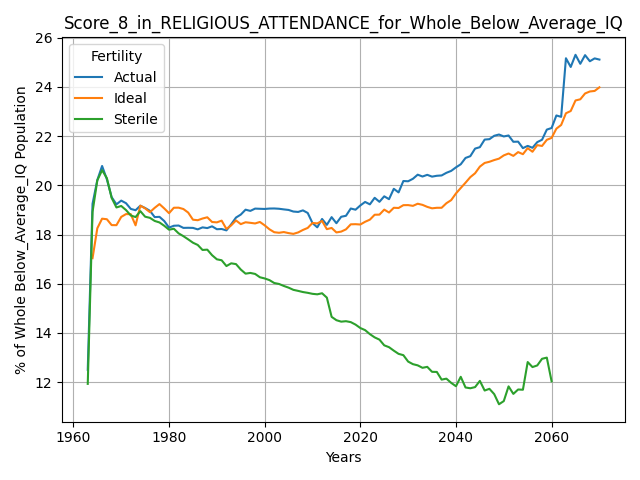 Score_8_in_RELIGIOUS_ATTENDANCE_for_Whole_Below_Average_IQ
Fertility
Actual
Ideal
Sterile
% of Whole Below_Average_IQ Population
26
24
22
20
18
16
14
12
1960
1980
2000
2020
2040
2060
Years